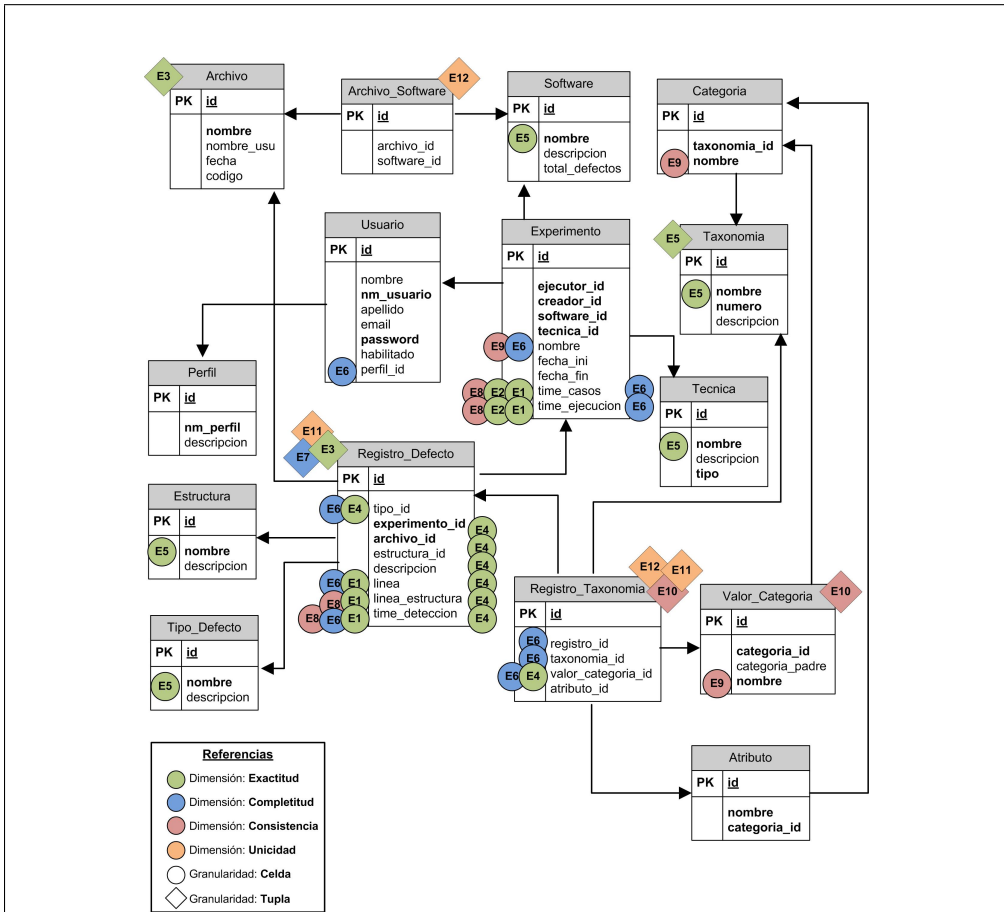 E3
Archivo
PK id
nombre
nombre_usu
fecha
codigo
E12
Archivo_Software
PK id
archivo_id
software_id
Software
PK id
E5 nombre
descripcion
total_defectos
Categoria
PK id
taxonomia_id
E9 nombre
Usuario
PK id
nombre
nm_usuario
apellido
email
password
habilitado
E6 perfil_id
Experimento
PK id
ejecutor_id
creador_id
software_id
tecnica_id
E9 E6 nombre
fecha_ini
fecha_fin
E8 E2 E1 time_casos E6
E8 E2 E1 time_ejecucion E6
E5
Taxonomia
PK id
E5 nombre
numero
descripcion
Perfil
PK id
nm_perfil
descripcion
Tecnica
PK id
E5 nombre
descripcion
tipo
E11
E7 E3
Registro_Defecto
PK id
E6 E4 tipo_id
experimento_id E4
archivo_id E4
estructura_id E4
descripcion
E6 E1 linea E4
E8 E1 linea_estructura E4
E8 E6 E1 time_deteccion E4
Estructura
PK id
E5 nombre
descripcion
Tipo_Defecto
PK id
E5 nombre
descripcion
E12 E11
E10
Registro_Taxonomia
PK id
E6 registro_id
E6 taxonomia_id
E6 E4 valor_categoria_id
atributo_id
E10
Valor_Categoria
PK id
categoria_id
categoria_padre
E9 nombre
Atributo
PK id
nombre
categoria_id
Referencias
Dimensión: Exactitud
Dimensión: Completitud
Dimensión: Consistencia
Dimensión: Unicidad
Granularidad: Celda
Granularidad: Tupla